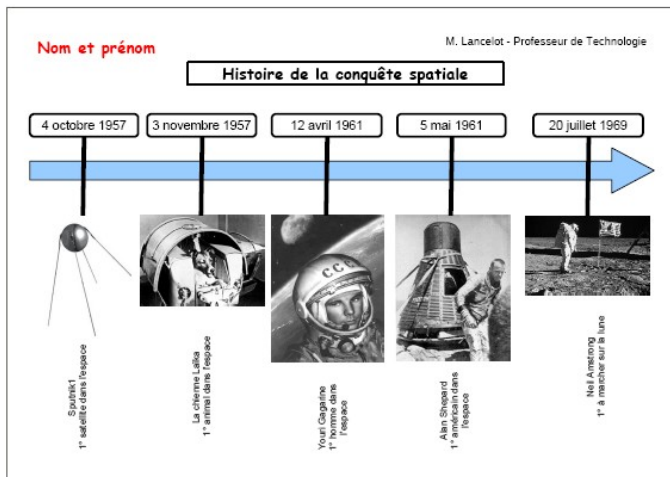 Nom et prénom
M. Lancelot - Professeur de Technologie
Histoire de la conquête spatiale
4 octobre 1957
3 novembre 1957
12 avril 1961
5 mai 1961
20 juillet 1969
CCC
Sputnik1
1° satellite dans l'espace
La chienne Laïka
1° animal dans l'espace
Youri Gagarine
1° homme dans
l'espace
Alan Shepard
1° américain dans
l'espace
Neil Amstrong
1° à marcher sur la lune